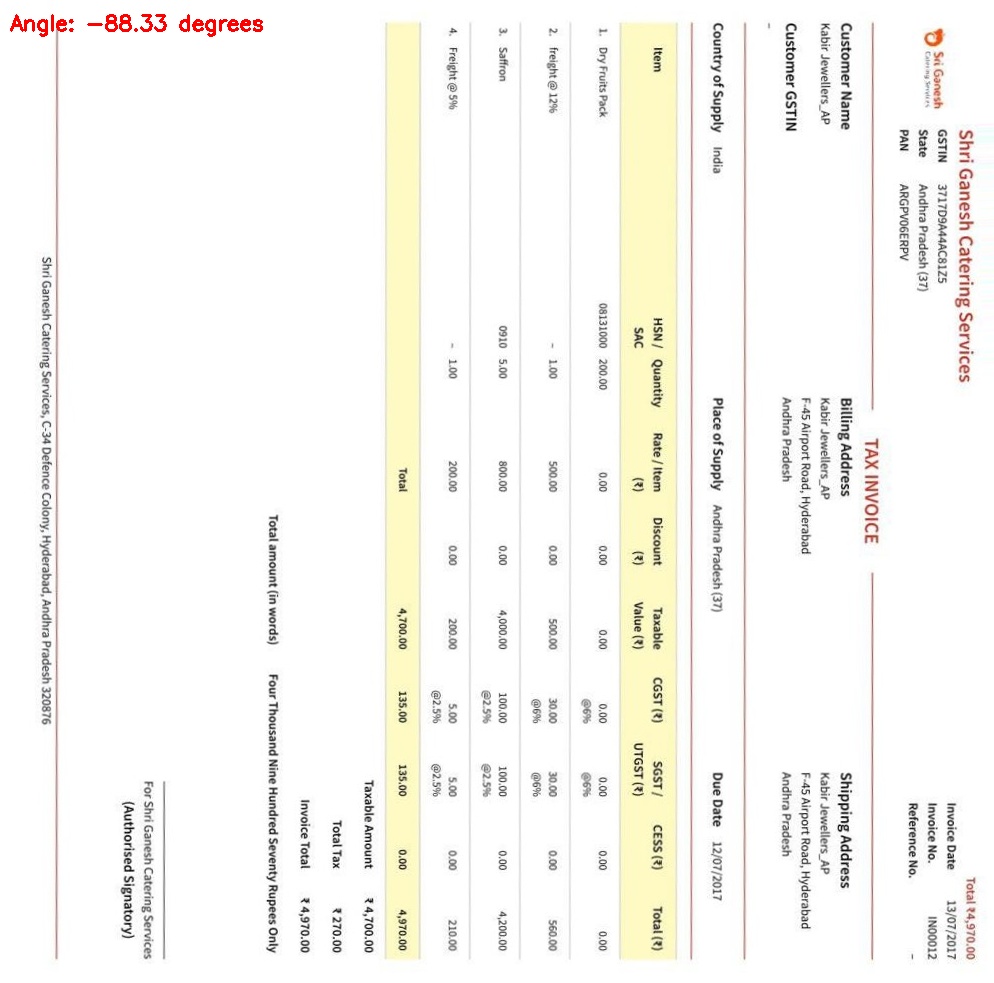 Angle: −88.33 degrees
Shri Ganesh Catering Services
Total ₹4,970.00
Sri Ganesh
Catering Services
GSTIN 3717D9A44AC81Z5
State Andhra Pradesh (37)
PAN ARGPV06ERPV
Invoice Date 13/07/2017
Invoice No. IN00012
Reference No. –
TAX INVOICE
Customer Name Billing Address Shipping Address
Kabir Jewellers_AP Kabir Jewellers_AP Kabir Jewellers_AP
F-45 Airport Road, Hyderabad F-45 Airport Road, Hyderabad
Customer GSTIN Andhra Pradesh Andhra Pradesh
-
Country of Supply India Place of Supply Andhra Pradesh (37) Due Date 12/07/2017
Item HSN / Quantity Rate / Item Discount Taxable CGST (₹) SGST / CESS (₹) Total (₹)
SAC (₹) (₹) Value (₹) UTGST (₹)
1. Dry Fruits Pack 08131000 200.00 0.00 0.00 0.00 0.00 0.00 0.00 0.00
@6% @6%
2. freight @ 12% – 1.00 500.00 0.00 500.00 30.00 30.00 0.00 560.00
@6% @6%
3. Saffron 0910 5.00 800.00 0.00 4,000.00 100.00 100.00 0.00 4,200.00
@2.5% @2.5%
4. Freight @ 5% – 1.00 200.00 0.00 200.00 5.00 5.00 0.00 210.00
@2.5% @2.5%
Total 4,700.00 135.00 135.00 0.00 4,970.00
Taxable Amount ₹ 4,700.00
Total Tax ₹ 270.00
Invoice Total ₹ 4,970.00
Total amount (in words) Four Thousand Nine Hundred Seventy Rupees Only
For Shri Ganesh Catering Services
(Authorised Signatory)
Shri Ganesh Catering Services, C-34 Defence Colony, Hyderabad, Andhra Pradesh 320876